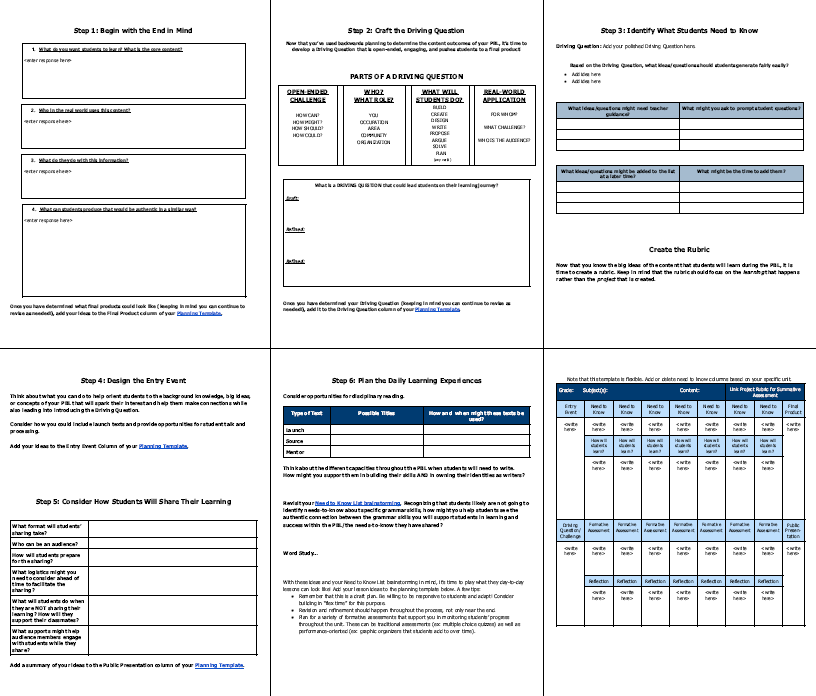 Step 1: Begin with the End in Mind
1. What do you want students to learn? What is the core content?
<enter response here>
2. Who in the real world uses this content?
<enter response here>
3. What do they do with this information?
<enter response here>
4. What can students produce that would be authentic in a similar way?
<enter response here>
Once you have determined what final products could look like (keeping in mind you can continue to
revise as needed), add your ideas to the Final Product column of your Planning Template.
Step 2: Craft the Driving Question
Now that you've used backwards planning to determine the content outcomes of your PBL, it's time to
develop a Driving Question that is open-ended, engaging, and pushes students to a final product!
PARTS OF A DRIVING QUESTION
OPEN-ENDED
CHALLENGE
HOW CAN?
HOW MIGHT?
HOW SHOULD?
HOW COULD?
WHO?
WHAT ROLE?
YOU
OCCUPATION
AREA
COMMUNITY
ORGANIZATION
WHAT WILL
STUDENTS DO?
BUILD
CREATE
DESIGN
WRITE
PROPOSE
ARGUE
SOLVE
PLAN
(any verb)
REAL-WORLD
APPLICATION
FOR WHOM?
WHAT CHALLENGE?
WHO IS THE AUDIENCE?
What is a DRIVING QUESTION that could lead students on their learning journey?
Draft:
Refined:
Refined:
Once you have determined your Driving Question (keeping in mind you can continue to revise as
needed), add it to the Driving Question column of your Planning Template.
Step 3: Identify What Students Need to Know
Driving Question: Add your polished Driving Question here.
Based on the Driving Question, what ideas/questions should students generate fairly easily?
• Add idea here
• Add idea here
What ideas/questions might need teacher
guidance?
What might you ask to prompt student questions?
What ideas/questions might be added to the list
at a later time?
What might be the time to add them?
Create the Rubric
Now that you know the big ideas of the content that students will learn during the PBL, it is
time to create a rubric. Keep in mind that the rubric should focus on the learning that happens
rather than the project that is created.
Step 4: Design the Entry Event
Think about what you can do to help orient students to the background knowledge, big ideas,
or concepts of your PBL that will spark their interest and help them make connections while
also leading into introducing the Driving Question.
Consider how you could include launch texts and provide opportunities for student talk and
processing.
Add your ideas to the Entry Event Column of your Planning Template.
Step 5: Consider How Students Will Share Their Learning
What format will students'
sharing take?
Who can be an audience?
How will students prepare
for the sharing?
What logistics might you
need to consider ahead of
time to facilitate the
sharing?
What will students do when
they are NOT sharing their
learning? How will they
support their classmates?
What supports might help
audience members engage
with students while they
share?
Add a summary of your ideas to the Public Presentation column of your Planning Template.
Step 6: Plan the Daily Learning Experiences
Consider opportunities for disciplinary reading.
Type of Text
Possible Titles
How and when might these texts be
used?
Launch
Source
Mentor
Think about the different capacities throughout the PBL when students will need to write.
How might you support them in building their skills AND in owning their identities as writers?
Revisit your Need to Know List brainstorming. Recognizing that students likely are not going to
identify needs-to-know about specific grammar skills, how might you help students see the
authentic connection between the grammar skills you will support students in learning and
success within the PBL/the needs-to-know they have shared?
Word Study...
With these ideas and your Need to Know List brainstorming in mind, it's time to play what they day-to-day
lessons can look like! Add your lesson ideas to the planning template below. A few tips:
• Remember that this is a draft plan. Be willing to be responsive to students and adapt! Consider
building in "flex time" for this purpose.
• Revision and refinement should happen throughout the process, not only near the end.
• Plan for a variety of formative assessments that support you in monitoring students' progress
throughout the unit. These can be traditional assessments (ex: multiple choice quizzes) as well as
performance-oriented (ex: graphic organizers that students add to over time).
Note that this template is flexible. Add or delete need to know columns based on your specific unit.
Grade: Subject(s): Content: Link Project Rubric for Summative
Assessment
Entry Event
Need to Know
Need to Know
Need to Know
Need to Know
Need to Know
Need to Know
Final Product
<write here>
<write here>
<write here>
<write here>
<write here>
<write here>
<write here>
<write here>
How will students learn?
How will students learn?
How will students learn?
How will students learn?
How will students learn?
How will students learn?
<write here>
<write here>
<write here>
<write here>
<write here>
<write here>
Driving Question/ Challenge
Formative Assessment
Formative Assessment
Formative Assessment
Formative Assessment
Formative Assessment
Formative Assessment
Public Presen-tation
<write here>
<write here>
<write here>
<write here>
<write here>
<write here>
<write here>
<write here>
Reflection
Reflection
Reflection
Reflection
Reflection
Reflection
<write here>
<write here>
<write here>
<write here>
<write here>
<write here>